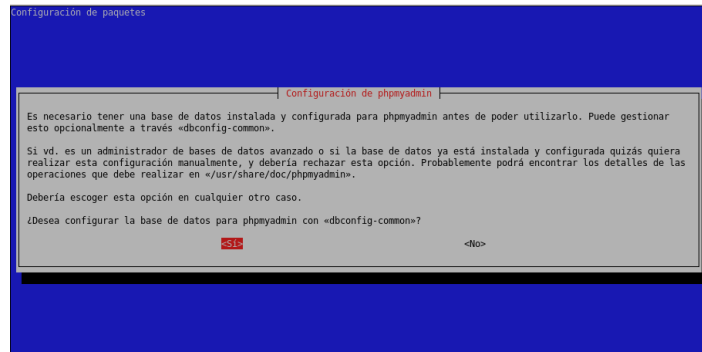 Configuración de paquetes
Configuración de phpmyadmin
Es necesario tener una base de datos instalada y configurada para phpmyadmin antes de poder utilizarlo. Puede gestionar
esto opcionalmente a través «dbconfig-common».
Si vd. es un administrador de bases de datos avanzado o si la base de datos ya está instalada y configurada quizás quiera
realizar esta configuración manualmente, y debería rechazar esta opción. Probablemente podrá encontrar los detalles de las
operaciones que debe realizar en «/usr/share/doc/phpmyadmin».
Debería escoger esta opción en cualquier otro caso.
¿Desea configurar la base de datos para phpmyadmin con «dbconfig-common»?
<Sí> <No>